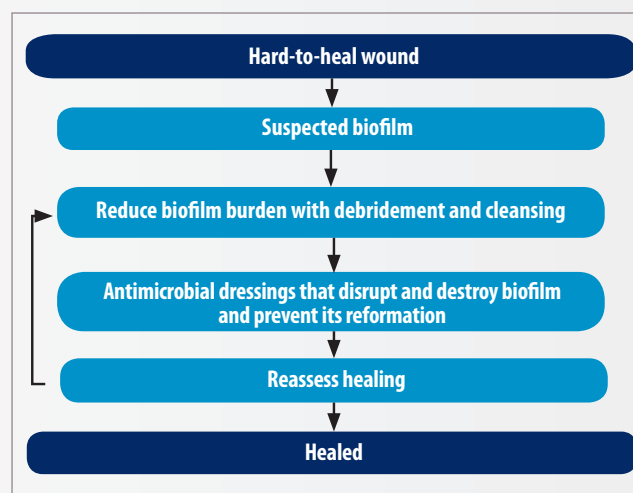 Hard-to-heal wound
Suspected biofilm
Reduce biofilm burden with debridement and cleansing
Antimicrobial dressings that disrupt and destroy biofilm
and prevent its reformation
Reassess healing
Healed